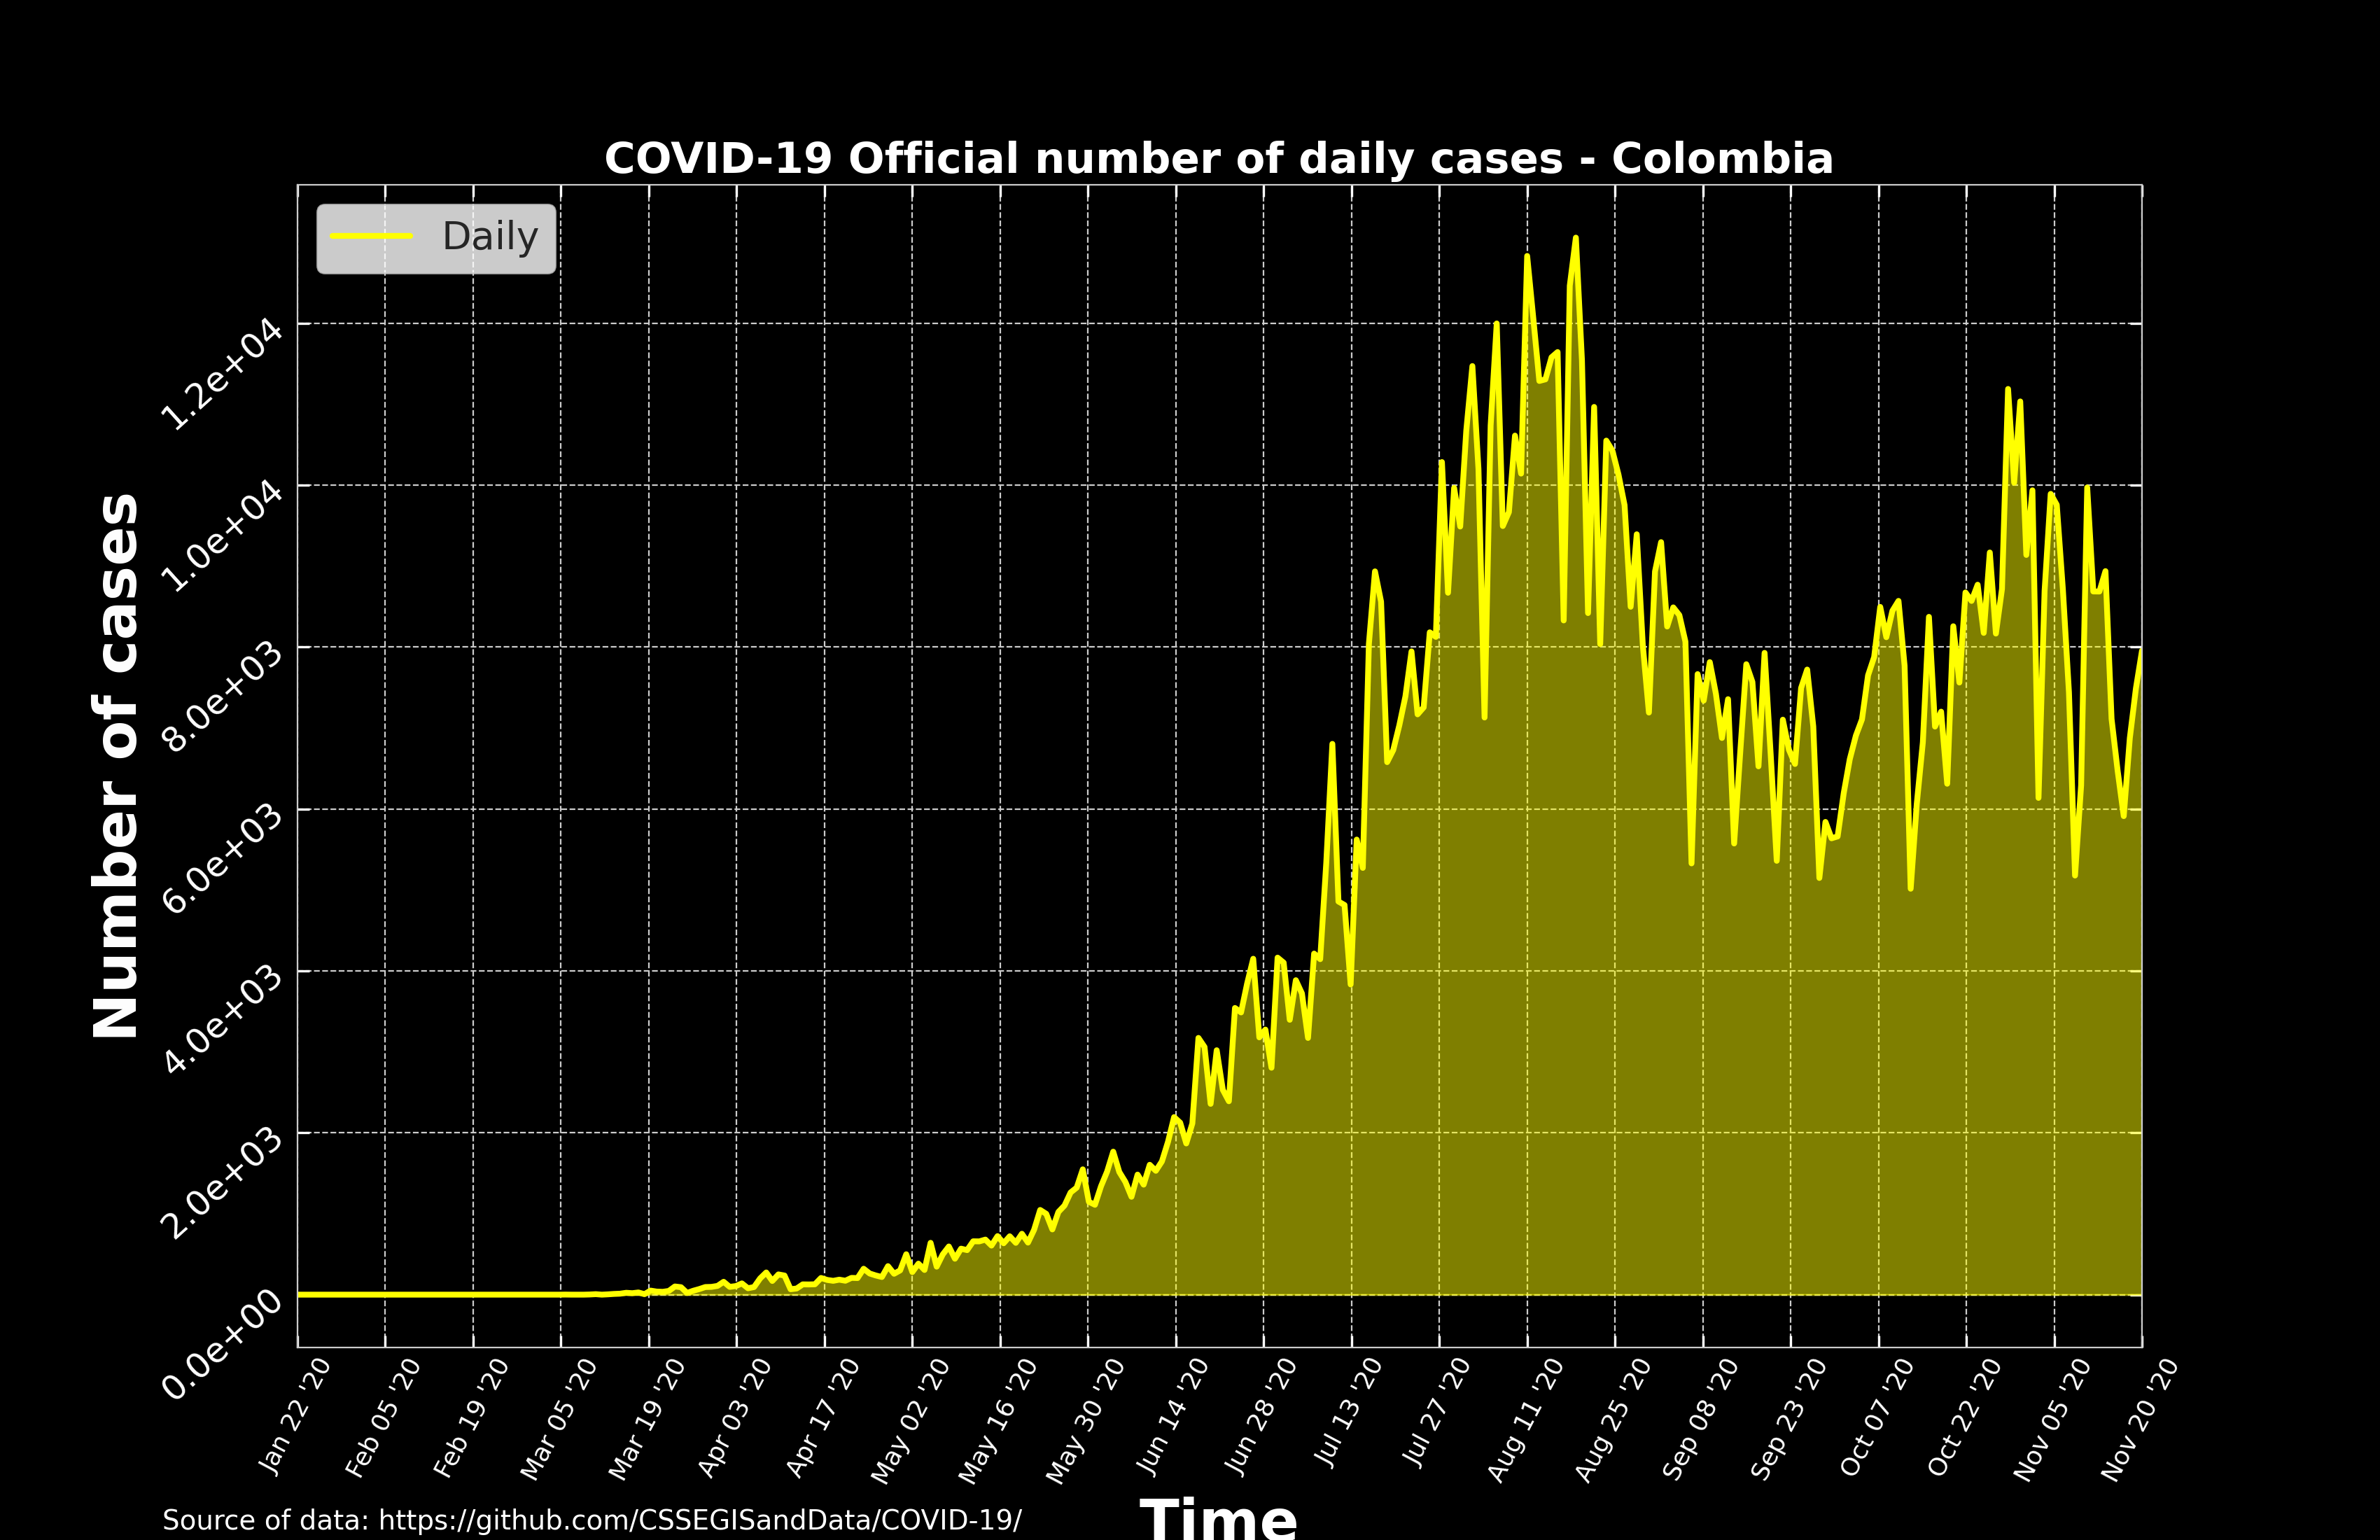 COVID-19 Official number of daily cases - Colombia
Daily
Number of cases
1.2e+04
1.0e+04
8.0e+03
6.0e+03
4.0e+03
2.0e+03
0.0e+00
Jan 22 '20
Feb 05 '20
Feb 19 '20
Mar 05 '20
Mar 19 '20
Apr 03 '20
Apr 17 '20
May 02 '20
May 16 '20
May 30 '20
Jun 14 '20
Jun 28 '20
Jul 13 '20
Jul 27 '20
Aug 11 '20
Aug 25 '20
Sep 08 '20
Sep 23 '20
Oct 07 '20
Oct 22 '20
Nov 05 '20
Nov 20 '20
Time
Source of data: https://github.com/CSSEGISandData/COVID-19/